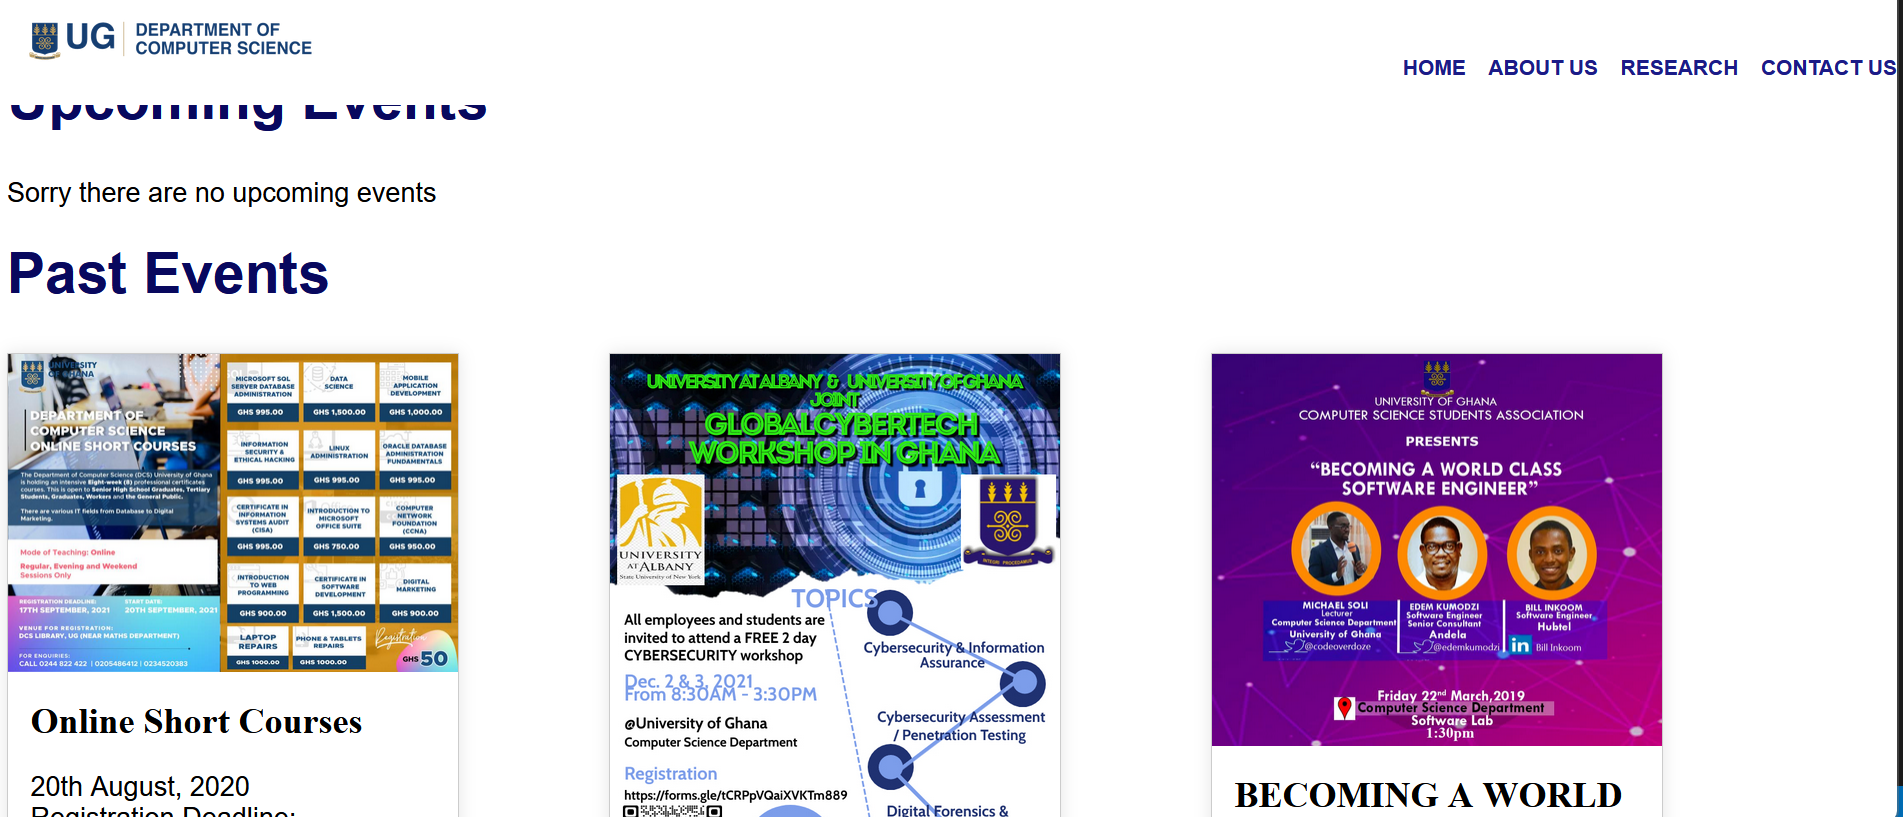 UG DEPARTMENT OF
COMPUTER SCIENCE
HOME ABOUT US RESEARCH CONTACT US
Upcoming Events
Sorry there are no upcoming events
Past Events
UNIVERSITY
OF GHANA
DEPARTMENT OF
COMPUTER SCIENCE
ONLINE SHORT COURSES
The Department of Computer Science (DCS) University of Ghana
is holding an intensive Eight-week (8) professional certificates
courses. This is open to Senior High School Graduates, Tertiary
Students, Graduates, Workers and the General Public.
There are various IT fields from Database to Digital
Marketing.
Mode of Teaching: Online
Regular, Evening and Weekend
Sessions Only
REGISTRATION DEADLINE:
17TH SEPTEMBER, 2021
START DATE:
20TH SEPTEMBER, 2021
VENUE FOR REGISTRATION:
DCS LIBRARY, UG (NEAR MATHS DEPARTMENT)
FOR ENQUIRIES:
CALL 0244 822 422 | 0205486412 | 0234520383
MICROSOFT SQL
SERVER DATABASE
ADMINISTRATION
GHS 995.00
DATA
SCIENCE
GHS 1,500.00
MOBILE
APPLICATION
DEVELOPMENT
GHS 1,000.00
INFORMATION
SECURITY &
ETHICAL HACKING
GHS 995.00
LINUX
ADMINISTRATION
GHS 995.00
ORACLE DATABASE
ADMINISTRATION
FUNDAMENTALS
GHS 995.00
CERTIFICATE IN
INFORMATION
SYSTEMS AUDIT
(CISA)
GHS 995.00
INTRODUCTION TO
MICROSOFT
OFFICE SUITE
GHS 750.00
COMPUTER
NETWORK
FOUNDATION
(CCNA)
GHS 950.00
INTRODUCTION
TO WEB
PROGRAMMING
GHS 900.00
CERTIFICATE IN
SOFTWARE
DEVELOPMENT
GHS 1,500.00
DIGITAL
MARKETING
GHS 900.00
LAPTOP
REPAIRS
GHS 1000.00
PHONE & TABLETS
REPAIRS
GHS 1000.00
Registration
GHS 50
Online Short Courses
20th August, 2020
Registration Deadline:
UNIVERSITY AT ALBANY & UNIVERSITY OF GHANA
JOINT
GLOBALCYBERTECH
WORKSHOP IN GHANA
UNIVERSITY
AT ALBANY
State University of New York
INTEGRI PROCEDAMUS
TOPICS
All employees and students are
invited to attend a FREE 2 day
CYBERSECURITY workshop
Dec. 2 & 3, 2021
From 8:30AM - 3:30PM
@University of Ghana
Computer Science Department
Registration
https://forms.gle/tCRPpVQaiXVKTm889
Cybersecurity & Information
Assurance
Cybersecurity Assessment
/ Penetration Testing
Digital Forensics &
UNIVERSITY OF GHANA
COMPUTER SCIENCE STUDENTS ASSOCIATION
PRESENTS
“BECOMING A WORLD CLASS
SOFTWARE ENGINEER”
MICHAEL SOLI
Lecturer
Computer Science Department
University of Ghana
@codeoverdoze
EDEM KUMODZI
Software Engineer
Senior Consultant
Andela
@edemkumodzi
BILL INKOOM
Software Engineer
Hubtel
in Bill Inkoom
Friday 22nd March,2019
Computer Science Department
Software Lab
1:30pm
BECOMING A WORLD